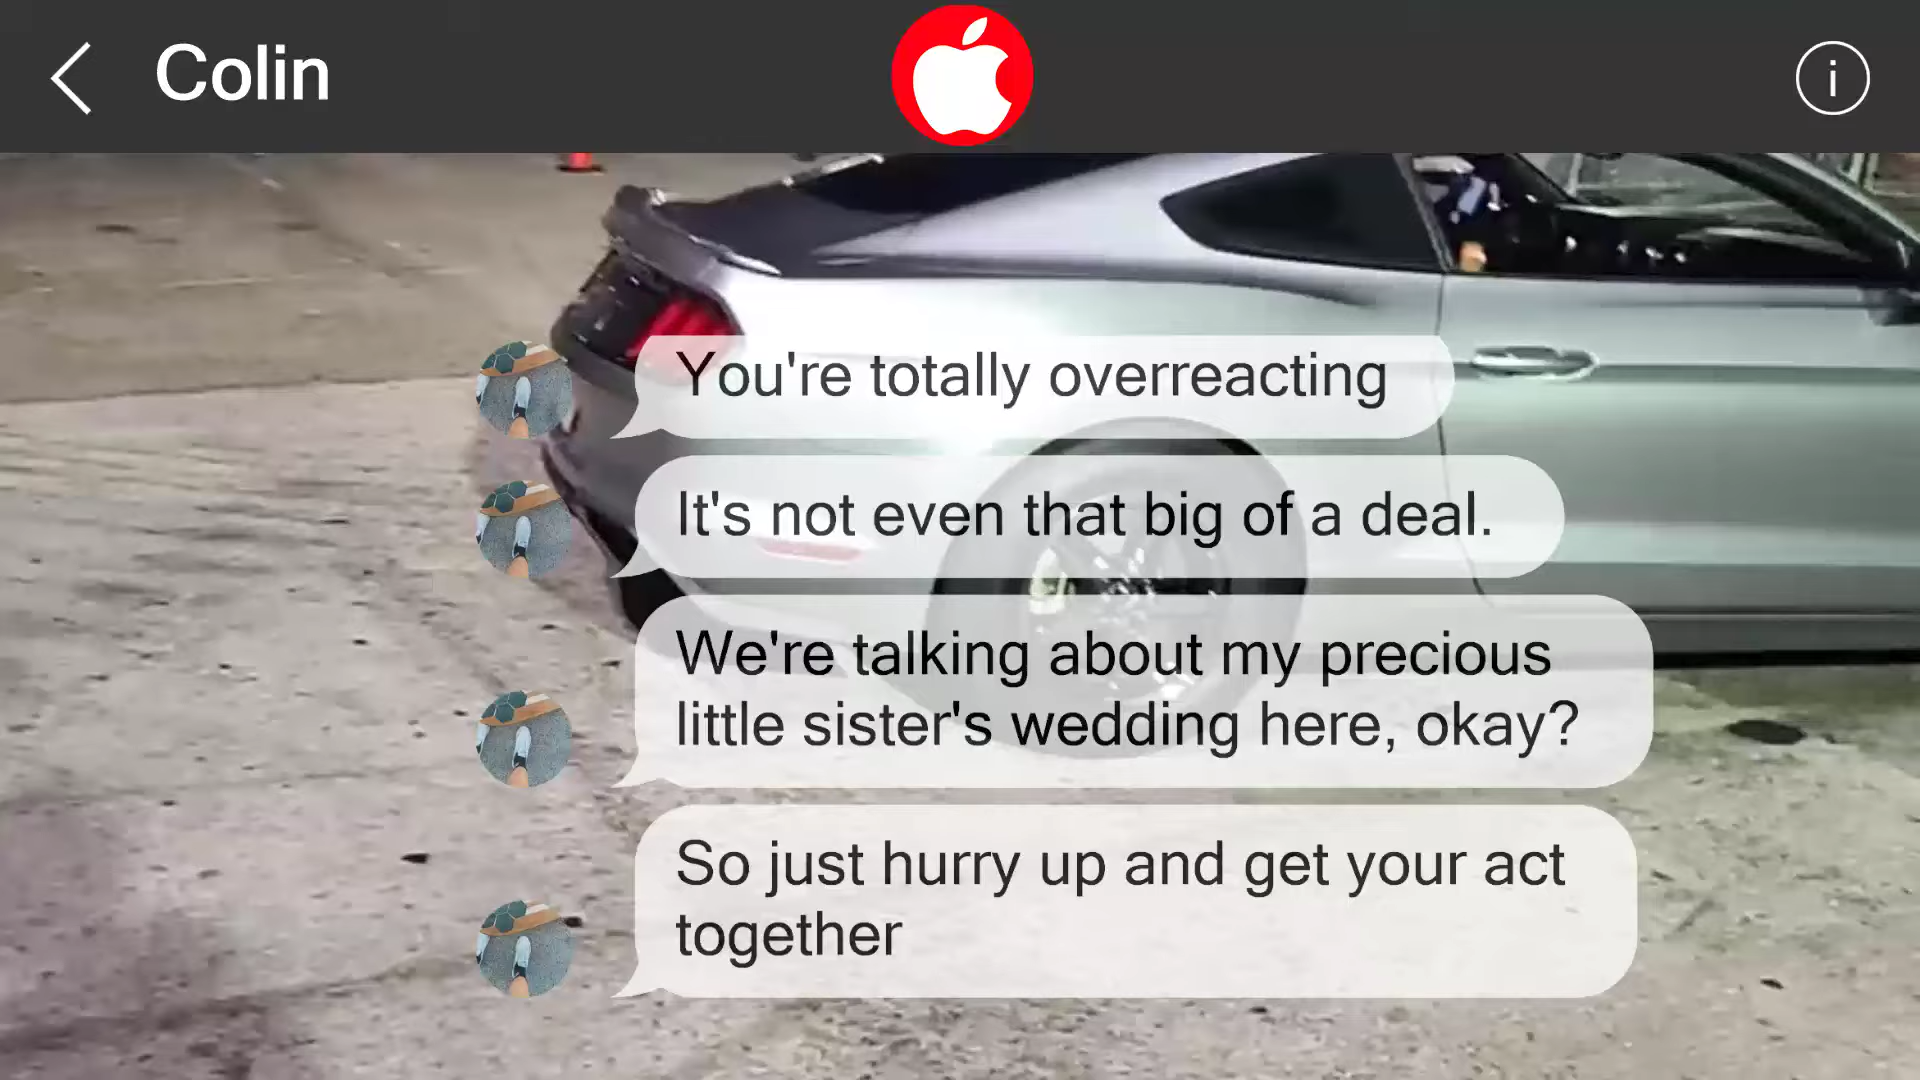 Colin
i
You're totally overreacting
It's not even that big of a deal.
We're talking about my precious
little sister's wedding here, okay?
So just hurry up and get your act
together